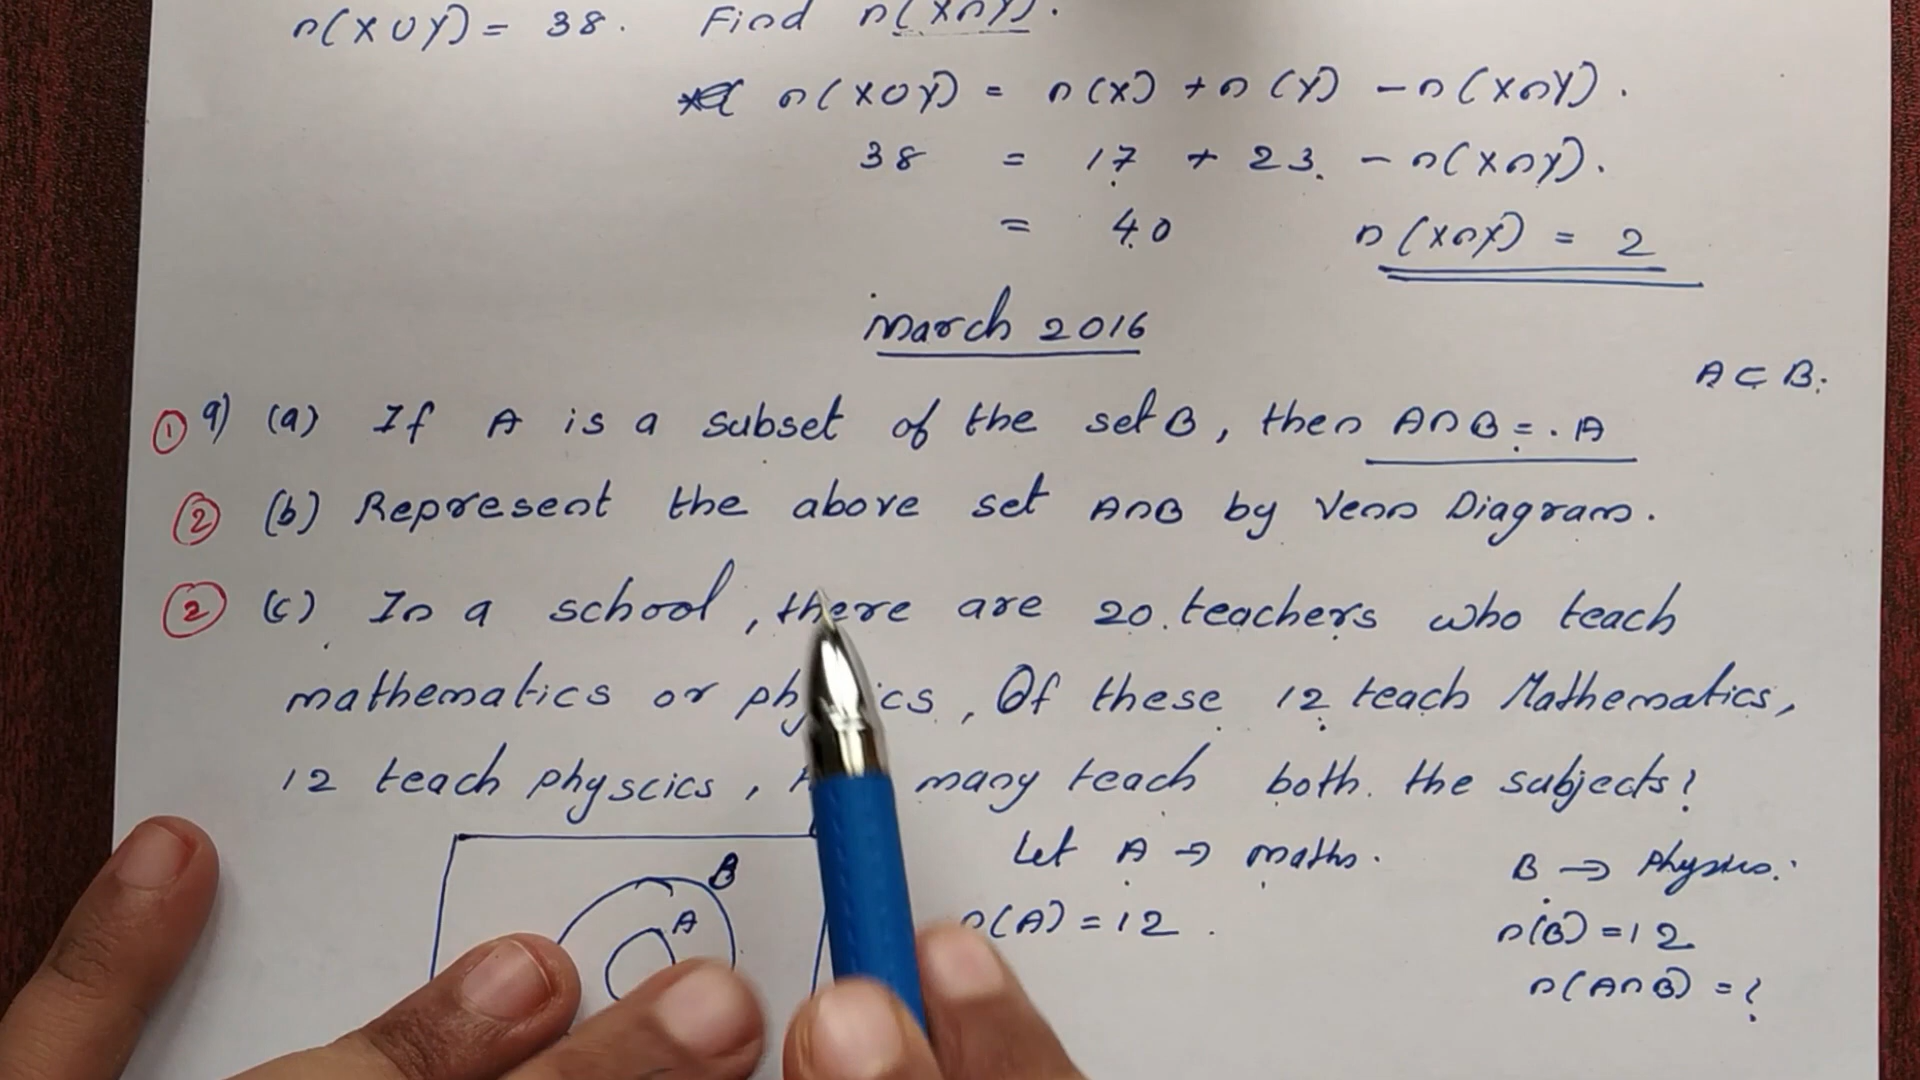 n(X∪Y) = 38. Find n(X∩Y).
n(X∪Y) = n(X) + n(Y) - n(X∩Y).
38 = 17 + 23. - n(X∩Y).
= 40 n(X∩Y) = 2
March 2016
A ⊂ B.
① 9) (a) If A is a subset of the set B, then A∩B = . A
② (b) Represent the above set A∩B by Venn Diagram.
② (c) In a school, there are 20 teachers who teach
mathematics or physics, Of these 12 teach Mathematics,
12 teach physcics, many teach both the subjects?
Let A → maths. B → Physics.
n(A) = 12. n(B) = 12
n(A∩B) = ?
B
A